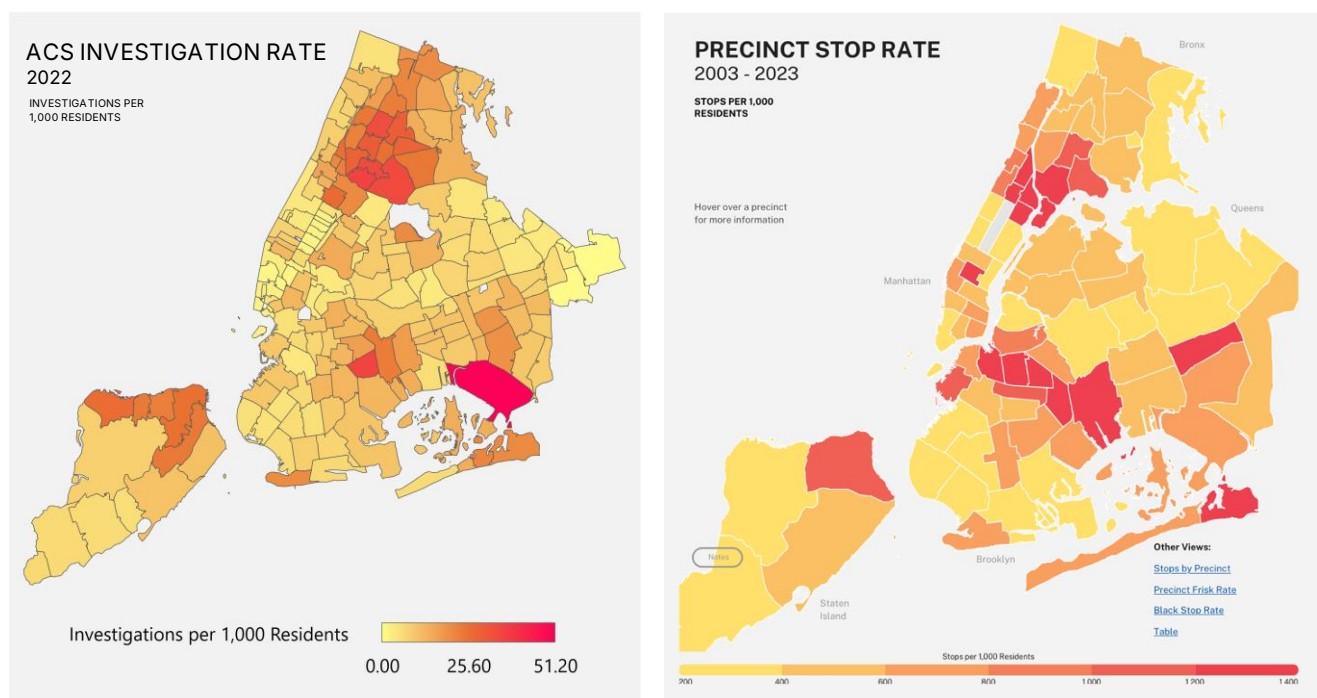 ACS INVESTIGATION RATE
2022
INVESTIGATIONS PER
1,000 RESIDENTS
Investigations per 1,000 Residents
0.00 25.60 51.20
PRECINCT STOP RATE
2003 - 2023
STOPS PER 1,000
RESIDENTS
Bronx
Hover over a precinct
for more information
Queens
Manhattan
Notes
Brooklyn
Staten
Island
Other Views:
Stops by Precinct
Precinct Frisk Rate
Black Stop Rate
Table
Stops per 1,000 Residents
200 400 600 800 1,000 1,200 1,400